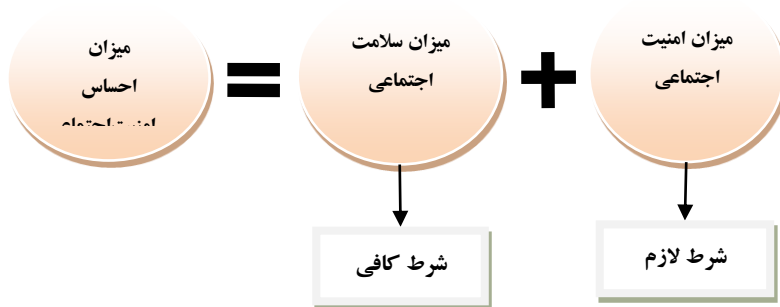 میزان امنیت
اجتماعی
+
میزان سلامت
اجتماعی
=
میزان
احساس
شرط لازم
شرط کافی